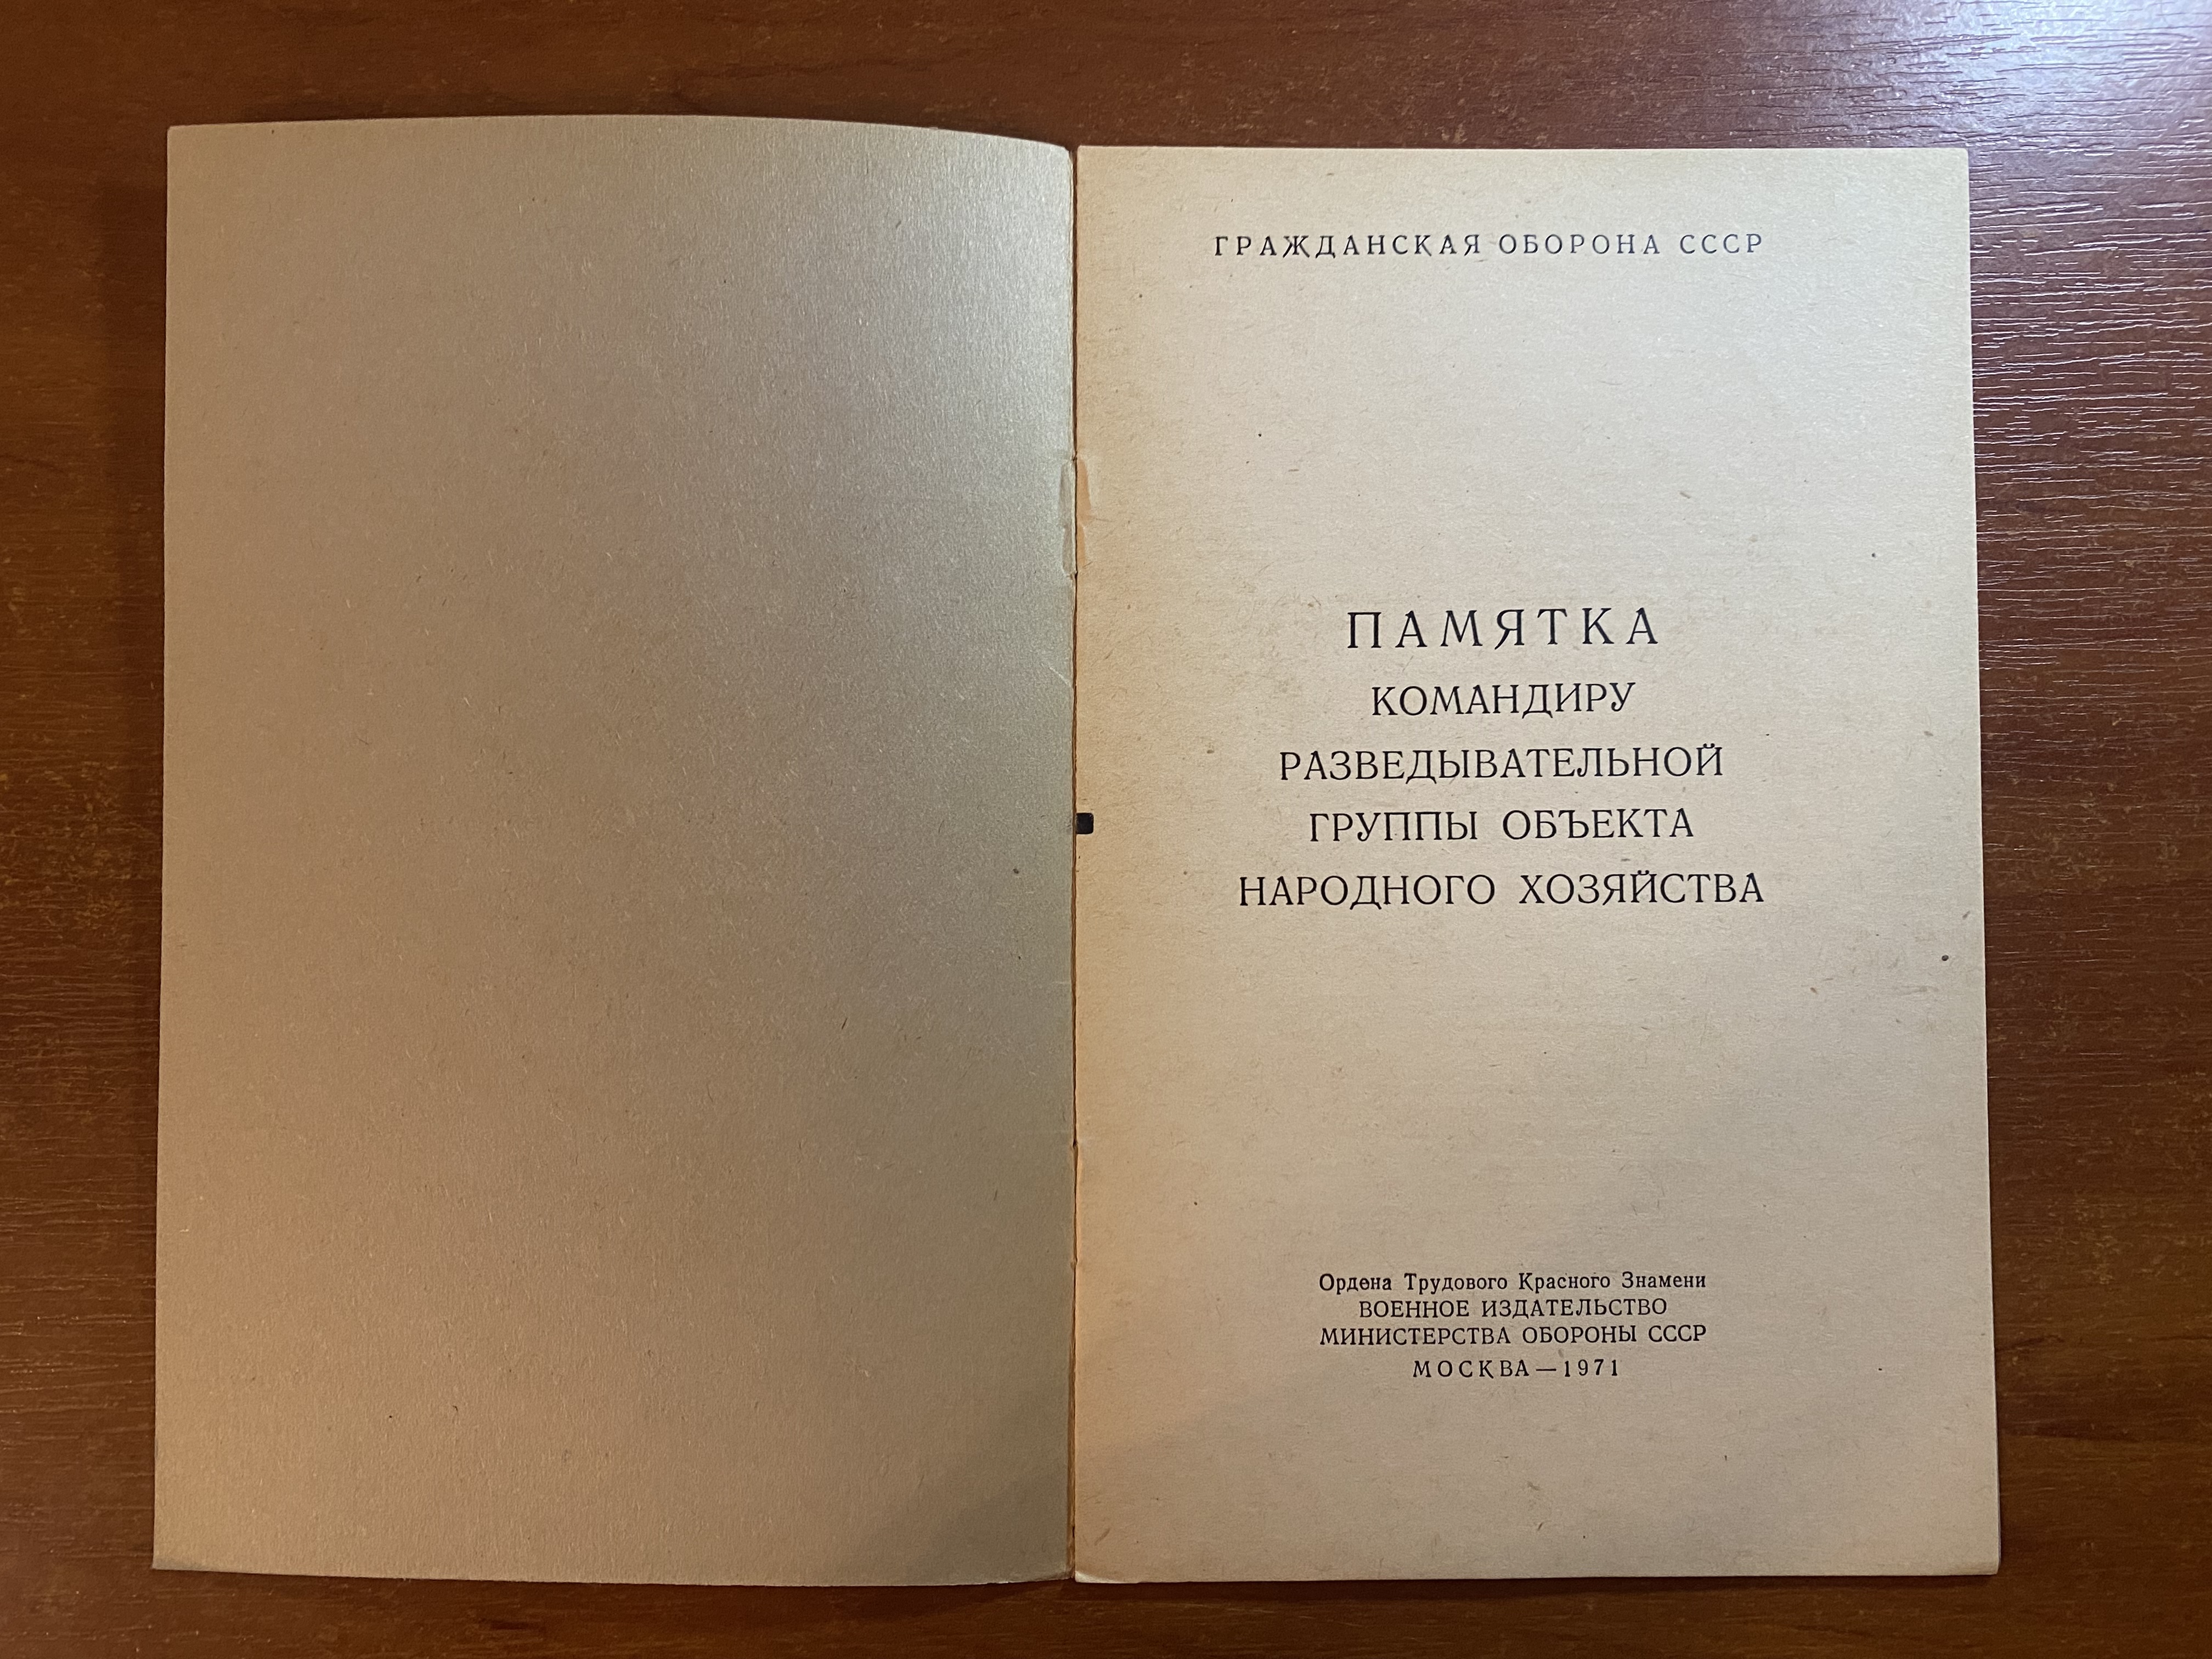 ГРАЖДАНСКАЯ ОБОРОНА СССР
ПАМЯТКА
КОМАНДИРУ
РАЗВЕДЫВАТЕЛЬНОЙ
ГРУППЫ ОБЪЕКТА
НАРОДНОГО ХОЗЯЙСТВА
Ордена Трудового Красного Знамени
ВОЕННОЕ ИЗДАТЕЛЬСТВО
МИНИСТЕРСТВА ОБОРОНЫ СССР
МОСКВА—1971